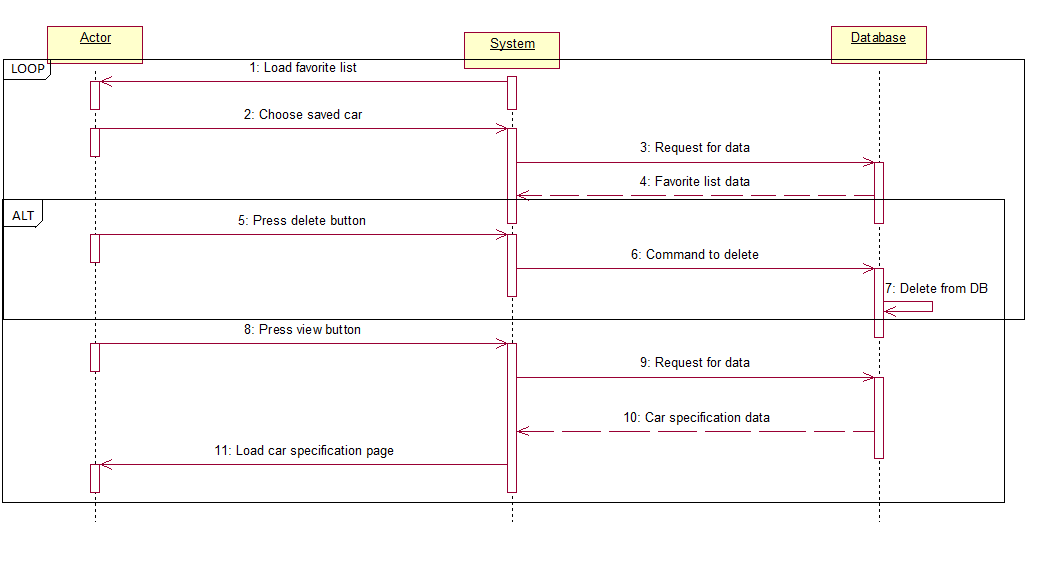 Actor
System
Database
LOOP
1: Load favorite list
2: Choose saved car
3: Request for data
4: Favorite list data
ALT
5: Press delete button
6: Command to delete
7: Delete from DB
8: Press view button
9: Request for data
10: Car specification data
11: Load car specification page